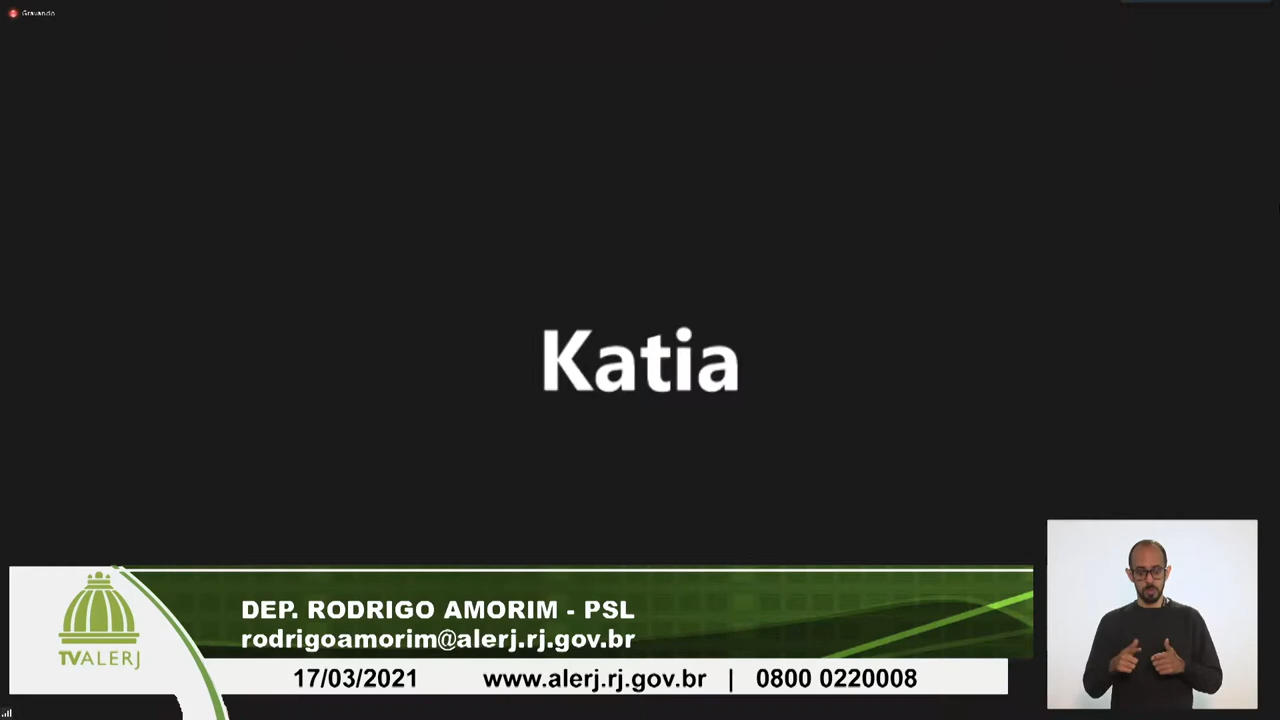 Gravando
Katia
DEP. RODRIGO AMORIM - PSL
rodrigoamorim@alerj.rj.gov.br
TVALERJ
17/03/2021 www.alerj.rj.gov.br | 0800 0220008